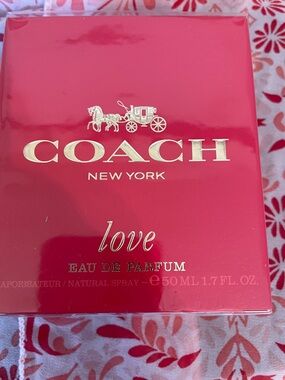 COACH
NEW YORK
love
EAU DE PARFUM
VAPORISATEUR / NATURAL SPRAY - ℮ 50 ML 1.7 FL. OZ.